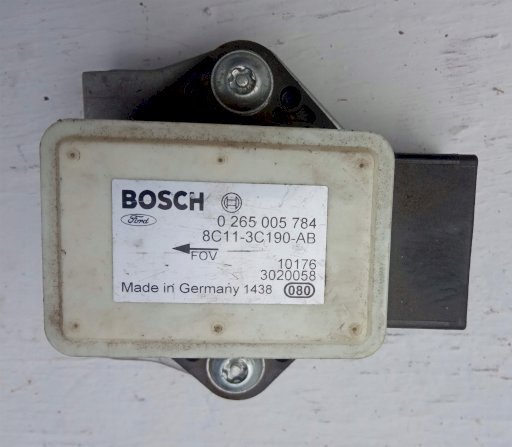 BOSCH
Ford
0 265 005 784
8C11-3C190-AB
FOV
10176
3020058
Made in Germany 1438 080